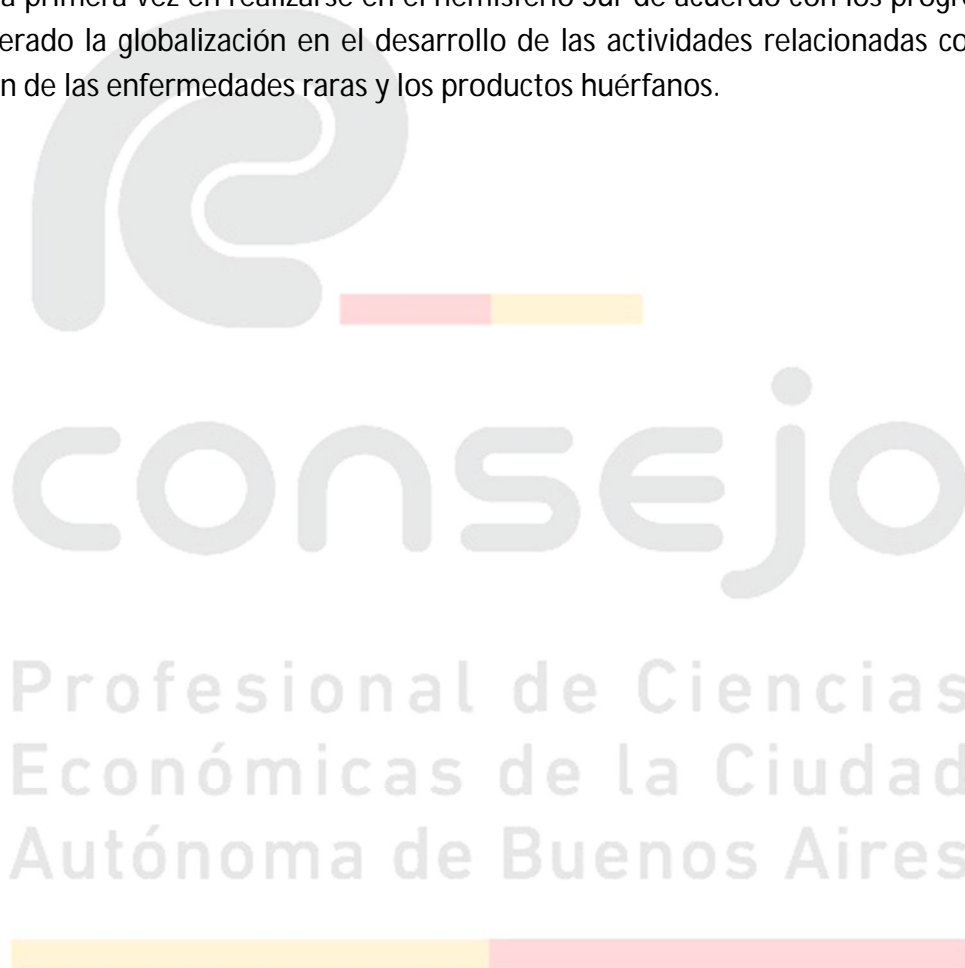 a primera vez en realizarse en el hemisferio sur de acuerdo con los progre
erado la globalización en el desarrollo de las actividades relacionadas co
n de las enfermedades raras y los productos huérfanos.
consejo
Profesional de Ciencias
Económicas de la Ciudad
Autónoma de Buenos Aires